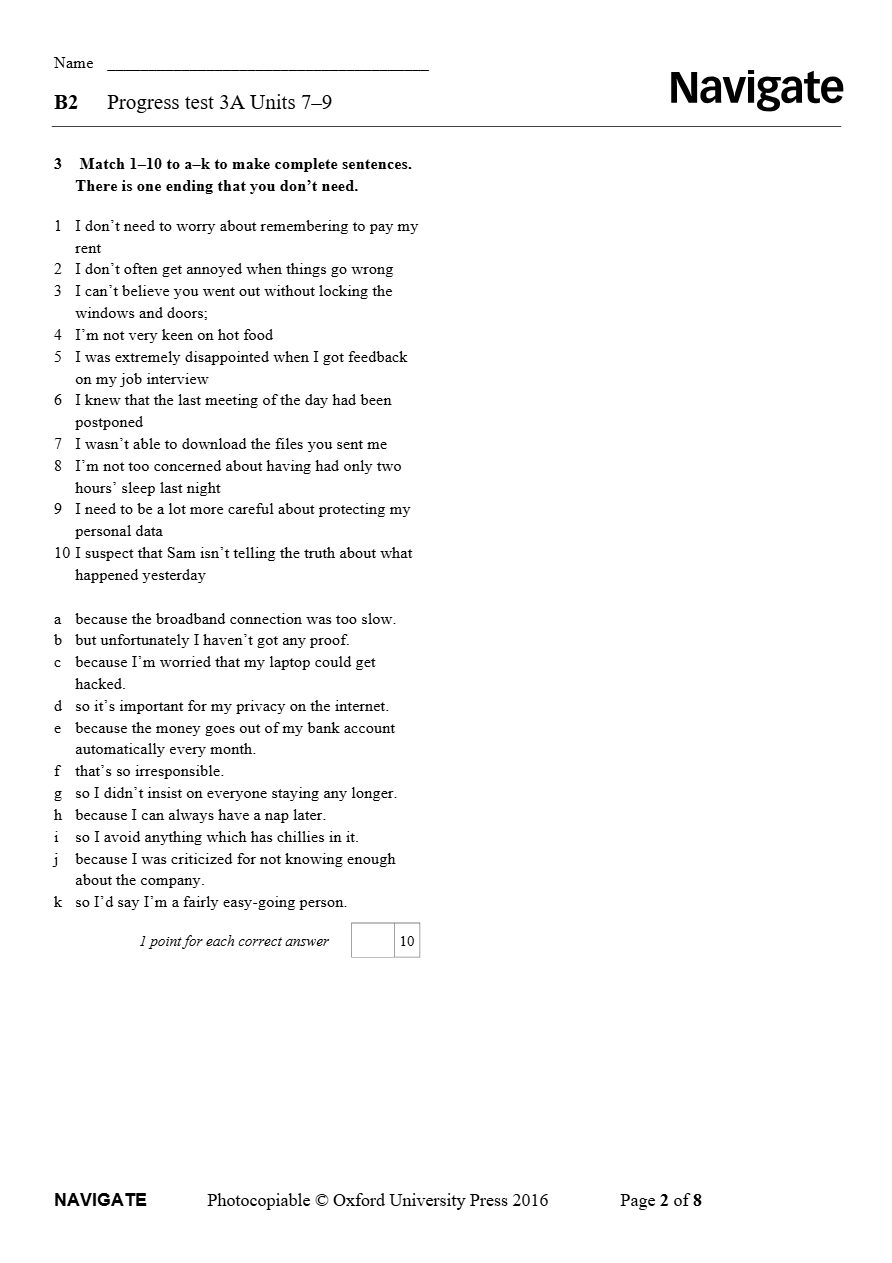 Name ________________________________________
Navigate
B2 Progress test 3A Units 7–9
3 Match 1–10 to a–k to make complete sentences.
There is one ending that you don’t need.
1 I don’t need to worry about remembering to pay my
rent
2 I don’t often get annoyed when things go wrong
3 I can’t believe you went out without locking the
windows and doors;
4 I’m not very keen on hot food
5 I was extremely disappointed when I got feedback
on my job interview
6 I knew that the last meeting of the day had been
postponed
7 I wasn’t able to download the files you sent me
8 I’m not too concerned about having had only two
hours’ sleep last night
9 I need to be a lot more careful about protecting my
personal data
10 I suspect that Sam isn’t telling the truth about what
happened yesterday
a because the broadband connection was too slow.
b but unfortunately I haven’t got any proof.
c because I’m worried that my laptop could get
hacked.
d so it’s important for my privacy on the internet.
e because the money goes out of my bank account
automatically every month.
f that’s so irresponsible.
g so I didn’t insist on everyone staying any longer.
h because I can always have a nap later.
i so I avoid anything which has chillies in it.
j because I was criticized for not knowing enough
about the company.
k so I’d say I’m a fairly easy-going person.
1 point for each correct answer 10
NAVIGATE Photocopiable © Oxford University Press 2016 Page 2 of 8